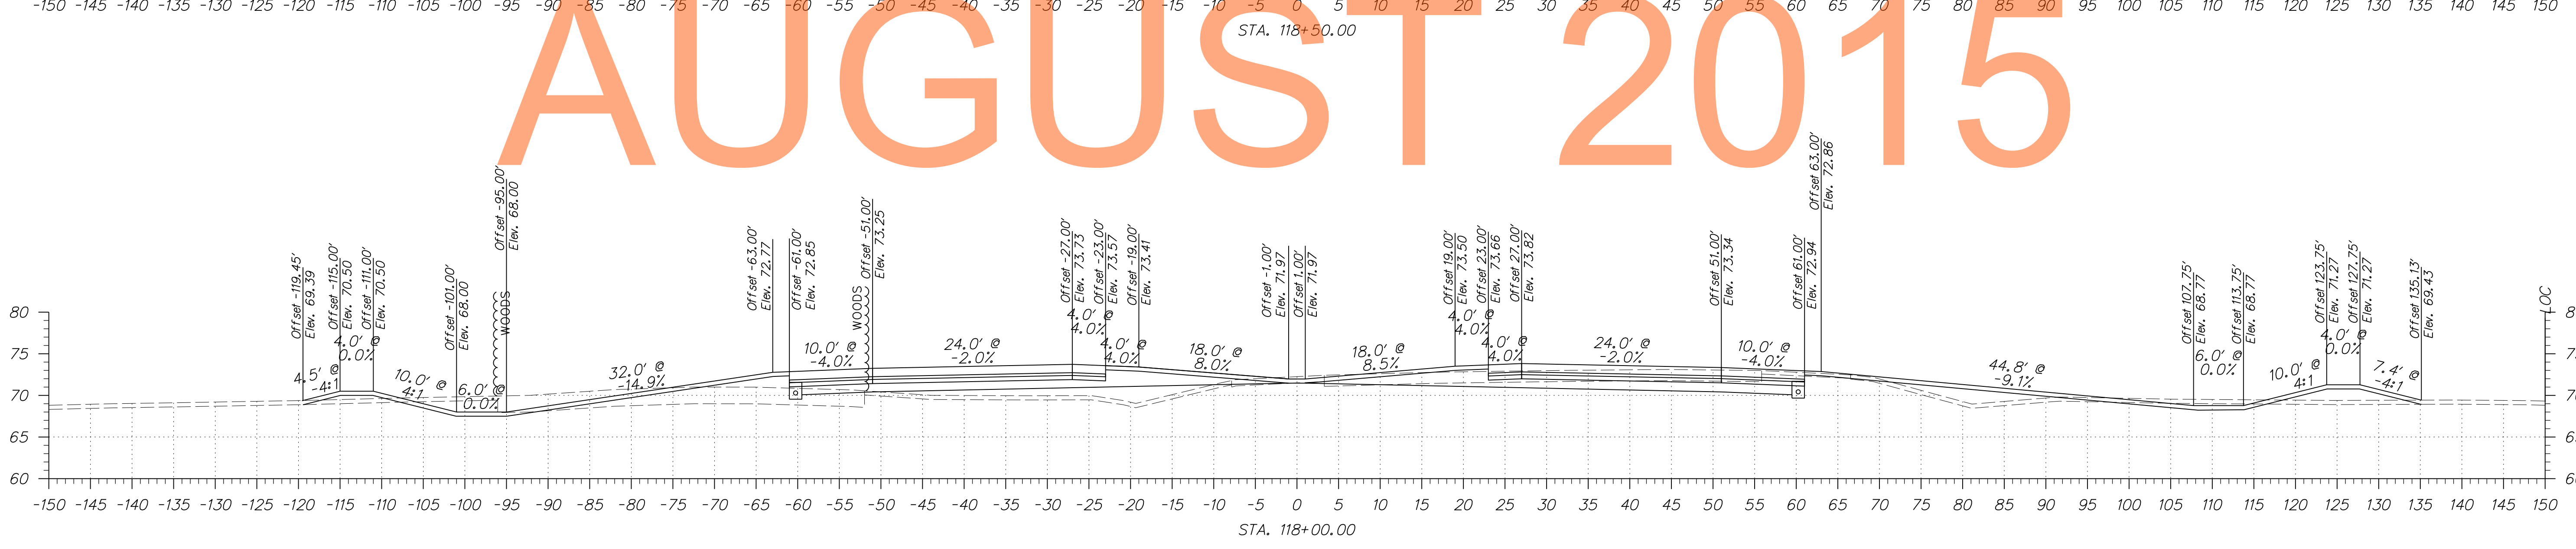 -150 -145 -140 -135 -130 -125 -120 -115 -110 -105 -100 -95 -90 -85 -80 -75 -70 -65 -60 -55 -50 -45 -40 -35 -30 -25 -20 -15 -10 -5 0 5 10 15 20 25 30 35 40 45 50 55 60 65 70 75 80 85 90 95 100 105 110 115 120 125 130 135 140 145 150
STA. 118+50.00
AUGUST 2015
Offset -119.45'
Elev. 69.39
Offset -115.00'
Elev. 70.50
Offset -111.00'
Elev. 70.50
Offset -101.00'
Elev. 68.00
Offset -95.00'
Elev. 68.00
Offset -63.00'
Elev. 72.77
Offset -61.00'
Elev. 72.85
Offset -51.00'
Elev. 73.25
Offset -27.00'
Elev. 73.73
Offset -23.00'
Elev. 73.57
Offset -19.00'
Elev. 73.41
Offset -1.00'
Elev. 71.97
Offset 1.00'
Elev. 71.97
Offset 19.00'
Elev. 73.50
Offset 23.00'
Elev. 73.66
Offset 27.00'
Elev. 73.82
Offset 51.00'
Elev. 73.34
Offset 61.00'
Elev. 72.94
Offset 63.00'
Elev. 72.86
Offset 107.75'
Elev. 68.77
Offset 113.75'
Elev. 68.77
Offset 123.75'
Elev. 71.27
Offset 127.75'
Elev. 71.27
Offset 135.13'
Elev. 69.43
LOC
WOODS
WOODS
4.5' @
-4:1
4.0' @
0.0%
10.0' @
4:1
6.0' @
0.0%
32.0' @
-14.9%
10.0' @
-4.0%
24.0' @
-2.0%
4.0' @
4.0%
4.0' @
4.0%
18.0' @
8.0%
18.0' @
8.5%
4.0' @
4.0%
4.0' @
4.0%
24.0' @
-2.0%
10.0' @
-4.0%
44.8' @
-9.1%
6.0' @
0.0%
10.0' @
4:1
4.0' @
0.0%
7.4' @
-4:1
80
75
70
65
60
-150 -145 -140 -135 -130 -125 -120 -115 -110 -105 -100 -95 -90 -85 -80 -75 -70 -65 -60 -55 -50 -45 -40 -35 -30 -25 -20 -15 -10 -5 0 5 10 15 20 25 30 35 40 45 50 55 60 65 70 75 80 85 90 95 100 105 110 115 120 125 130 135 140 145 150
STA. 118+00.00